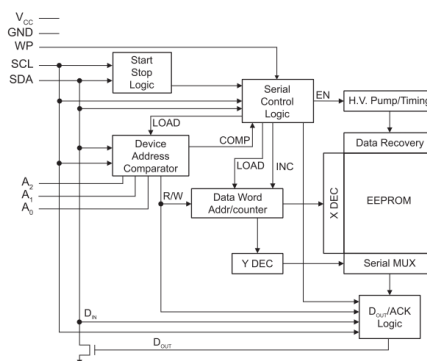 VCC
GND
WP
SCL
SDA
Start
Stop
Logic
Serial
Control
Logic
EN
H.V. Pump/Timing
LOAD
COMP
Device
Address
Comparator
LOAD
INC
Data Recovery
A2
A1
A0
R/W
Data Word
Addr/counter
X DEC
EEPROM
Y DEC
Serial MUX
DIN
DOUT/ACK
Logic
DOUT